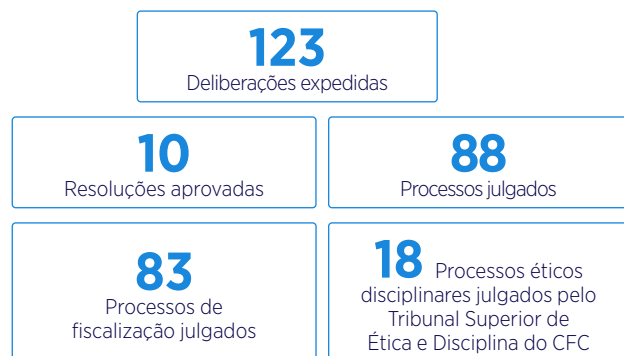 123
Deliberações expedidas
10
Resoluções aprovadas
88
Processos julgados
83
Processos de
fiscalização julgados
18 Processos éticos
disciplinares julgados pelo
Tribunal Superior de
Ética e Disciplina do CFC